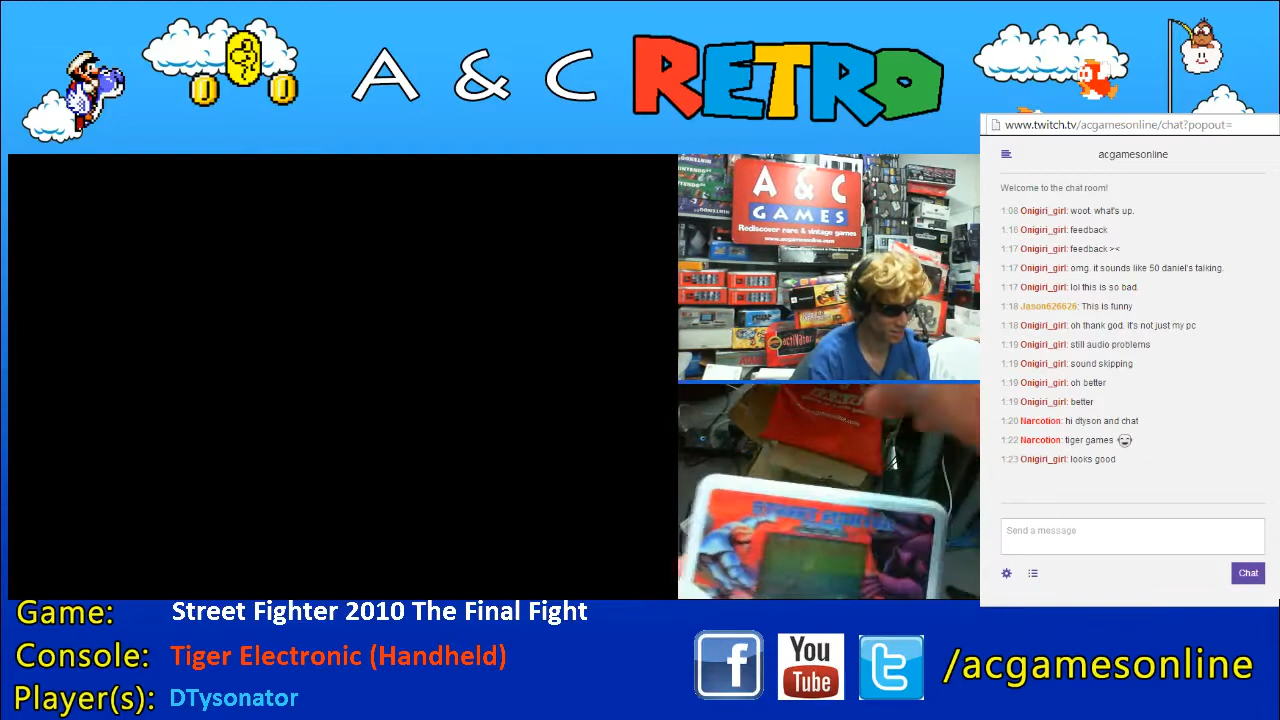 A & C RETRO
www.twitch.tv/acgamesonline/chat?popout=
acgamesonline
Welcome to the chat room!
1:08 Onigiri_girl: woot. what's up.
1:16 Onigiri_girl: feedback
1:17 Onigiri_girl: feedback ><
1:17 Onigiri_girl: omg. it sounds like 50 daniel's talking.
1:17 Onigiri_girl: lol this is so bad.
1:18 Jason626626: This is funny
1:18 Onigiri_girl: oh thank god. it's not just my pc
1:19 Onigiri_girl: still audio problems
1:19 Onigiri_girl: sound skipping
1:19 Onigiri_girl: oh better
1:19 Onigiri_girl: better
1:20 Narcotion: hi dtyson and chat
1:22 Narcotion: tiger games
1:23 Onigiri_girl: looks good
Send a message
Chat
A & C
GAMES
Rediscover rare & vintage games
www.acgamesonline.com
activator
STREET FIGHTER
Game: Street Fighter 2010 The Final Fight
Console: Tiger Electronic (Handheld)
Player(s): DTysonator
f
You
Tube
t
/acgamesonline